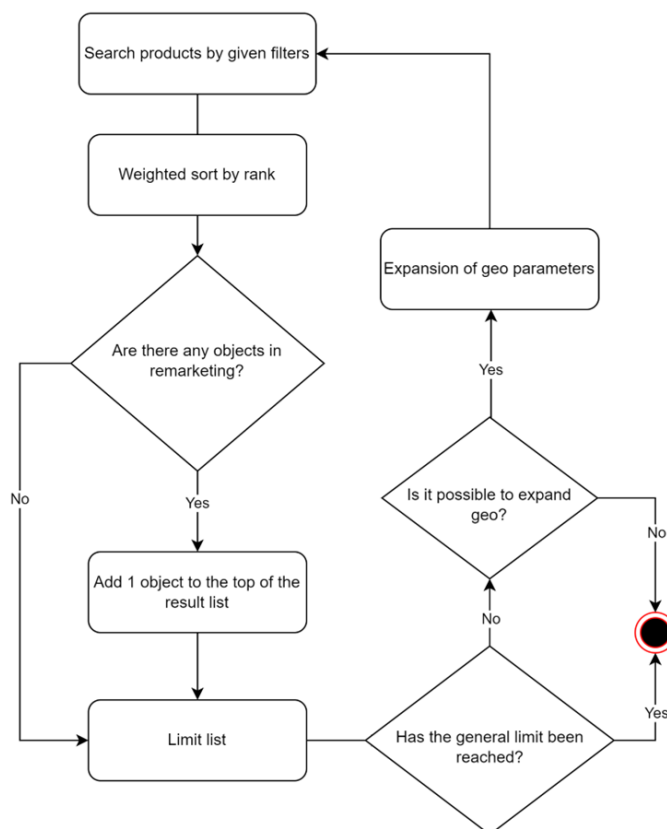 Search products by given filters
Weighted sort by rank
Expansion of geo parameters
Are there any objects in
remarketing?
Yes
No
Yes
Is it possible to expand
geo?
No
Add 1 object to the top of the
result list
No
Yes
Limit list
Has the general limit been
reached?